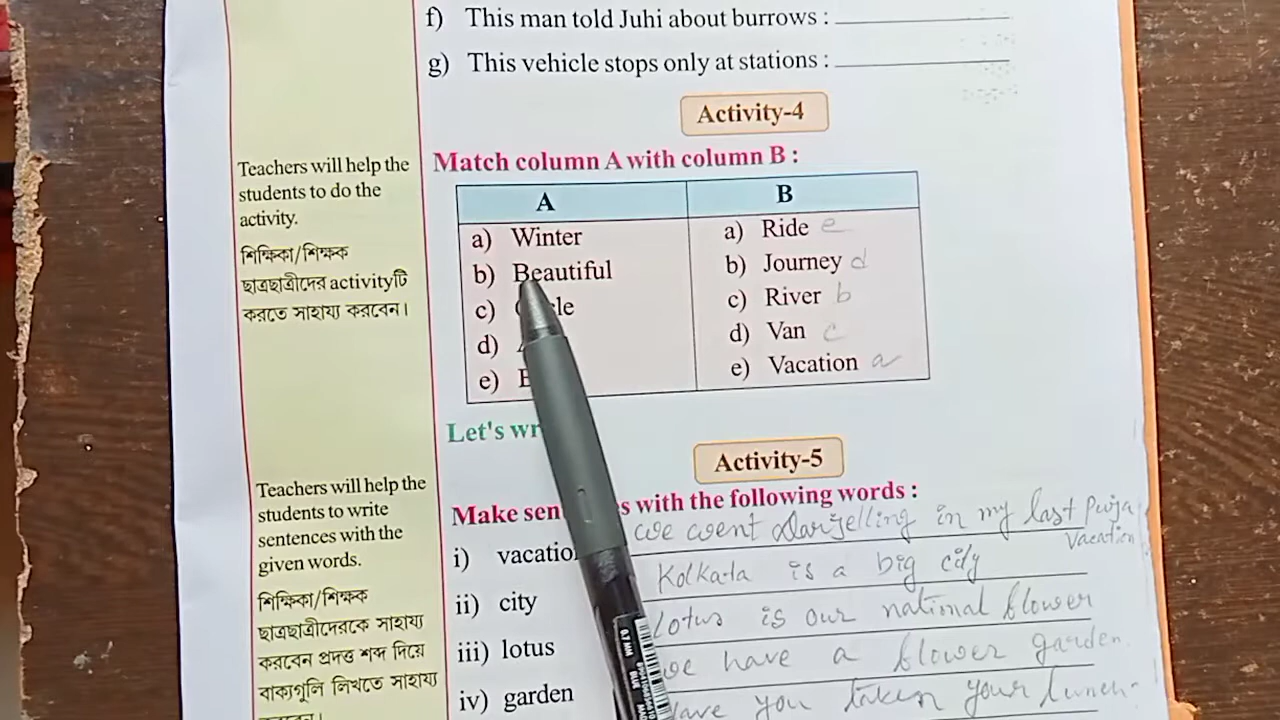 f) This man told Juhi about burrows :
g) This vehicle stops only at stations :
Activity-4
Teachers will help the
students to do the
activity.
শিক্ষিকা/শিক্ষক
ছাত্রছাত্রীদের activityটি
করতে সাহায্য করবেন।
Match column A with column B :
A B
a) Winter a) Ride e
b) Beautiful b) Journey d
c) c) River b
d) d) Van c
e) e) Vacation a
Let's
Activity-5
Teachers will help the
students to write
sentences with the
given words.
শিক্ষিকা/শিক্ষক
ছাত্রছাত্রীদেরকে সাহায্য
করবেন প্রদত্ত শব্দ দিয়ে
বাক্যগুলি লিখতে সাহায্য
Make with the following words :
i) we went Darjelling in my last Puja
Vacation
ii) city Kolkata is a big city
iii) lotus Lotus is our national flower
iv) garden we have a flower garden.
Have you taken your lunch-